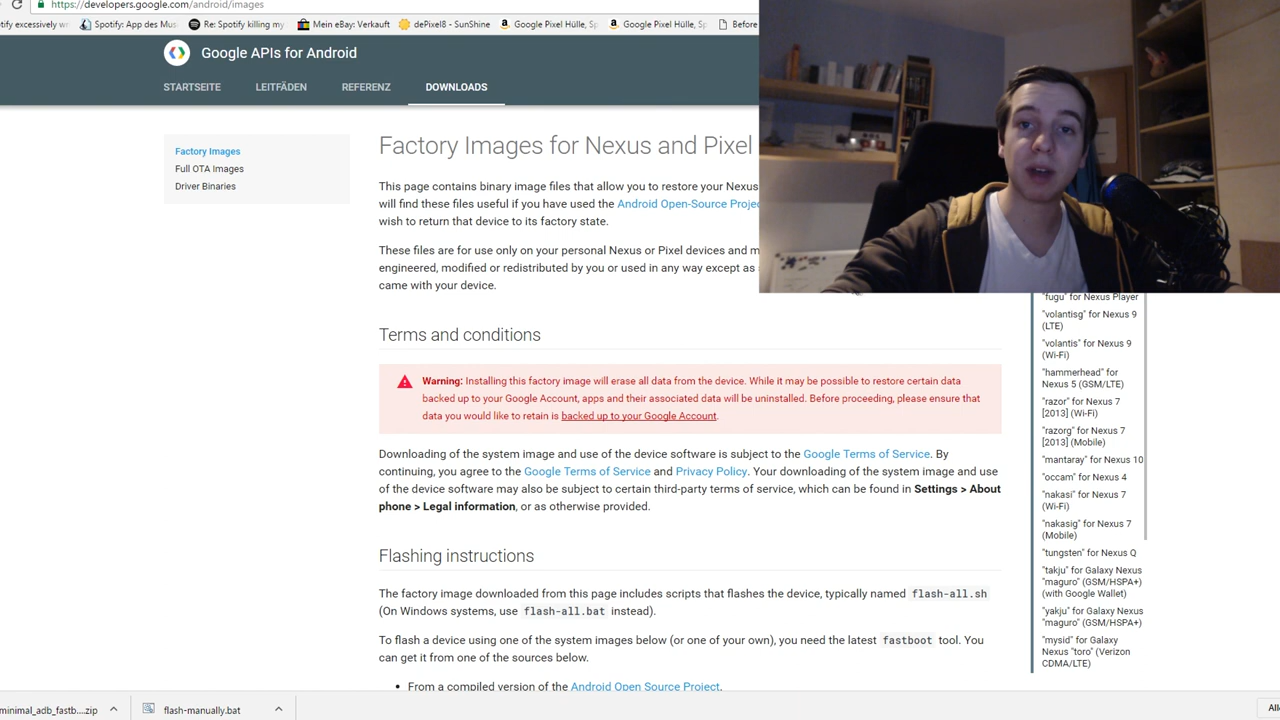 https://developers.google.com/android/images
excessively wr
Spotify: App des Mus
Re: Spotify killing my
Mein eBay: Verkauft
dePixel8 - SunShine
Google Pixel Hülle, Sp
Google Pixel Hülle, Sp
Before
Google APIs for Android
STARTSEITE LEITFÄDEN REFERENZ DOWNLOADS
Factory Images
Full OTA Images
Driver Binaries
Factory Images for Nexus and Pixel
This page contains binary image files that allow you to restore your Nexus
will find these files useful if you have used the Android Open-Source Projec
wish to return that device to its factory state.
These files are for use only on your personal Nexus or Pixel devices and m
engineered, modified or redistributed by you or used in any way except as
came with your device.
Terms and conditions
Warning: Installing this factory image will erase all data from the device. While it may be possible to restore certain data
backed up to your Google Account, apps and their associated data will be uninstalled. Before proceeding, please ensure that
data you would like to retain is backed up to your Google Account.
Downloading of the system image and use of the device software is subject to the Google Terms of Service. By
continuing, you agree to the Google Terms of Service and Privacy Policy. Your downloading of the system image and use
of the device software may also be subject to certain third-party terms of service, which can be found in Settings > About
phone > Legal information, or as otherwise provided.
Flashing instructions
The factory image downloaded from this page includes scripts that flashes the device, typically named flash-all.sh
(On Windows systems, use flash-all.bat instead).
To flash a device using one of the system images below (or one of your own), you need the latest fastboot tool. You
can get it from one of the sources below.
• From a compiled version of the Android Open Source Project.
"fugu" for Nexus Player
"volantisg" for Nexus 9
(LTE)
"volantis" for Nexus 9
(Wi-Fi)
"hammerhead" for
Nexus 5 (GSM/LTE)
"razor" for Nexus 7
[2013] (Wi-Fi)
"razorg" for Nexus 7
[2013] (Mobile)
"mantaray" for Nexus 10
"occam" for Nexus 4
"nakasi" for Nexus 7
(Wi-Fi)
"nakasig" for Nexus 7
(Mobile)
"tungsten" for Nexus Q
"takju" for Galaxy Nexus
"maguro" (GSM/HSPA+)
(with Google Wallet)
"yakju" for Galaxy Nexus
"maguro" (GSM/HSPA+)
"mysid" for Galaxy
Nexus "toro" (Verizon
CDMA/LTE)
minimal_adb_fastb....zip
flash-manually.bat
All